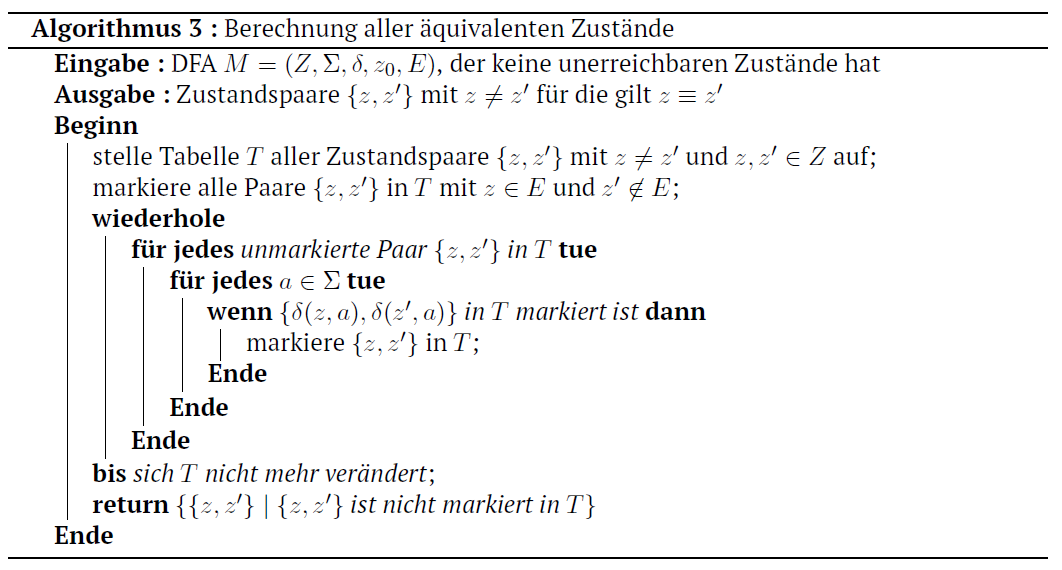 Algorithmus 3 : Berechnung aller äquivalenten Zustände
Eingabe : DFA M = (Z, Σ, δ, z₀, E), der keine unerreichbaren Zustände hat
Ausgabe : Zustandspaare {z, z′} mit z ≠ z′ für die gilt z ≡ z′
Beginn
stelle Tabelle T aller Zustandspaare {z, z′} mit z ≠ z′ und z, z′ ∈ Z auf;
markiere alle Paare {z, z′} in T mit z ∈ E und z′ ∉ E;
wiederhole
für jedes unmarkierte Paar {z, z′} in T tue
für jedes a ∈ Σ tue
wenn {δ(z, a), δ(z′, a)} in T markiert ist dann
markiere {z, z′} in T;
Ende
Ende
Ende
bis sich T nicht mehr verändert;
return {{z, z′} | {z, z′} ist nicht markiert in T}
Ende